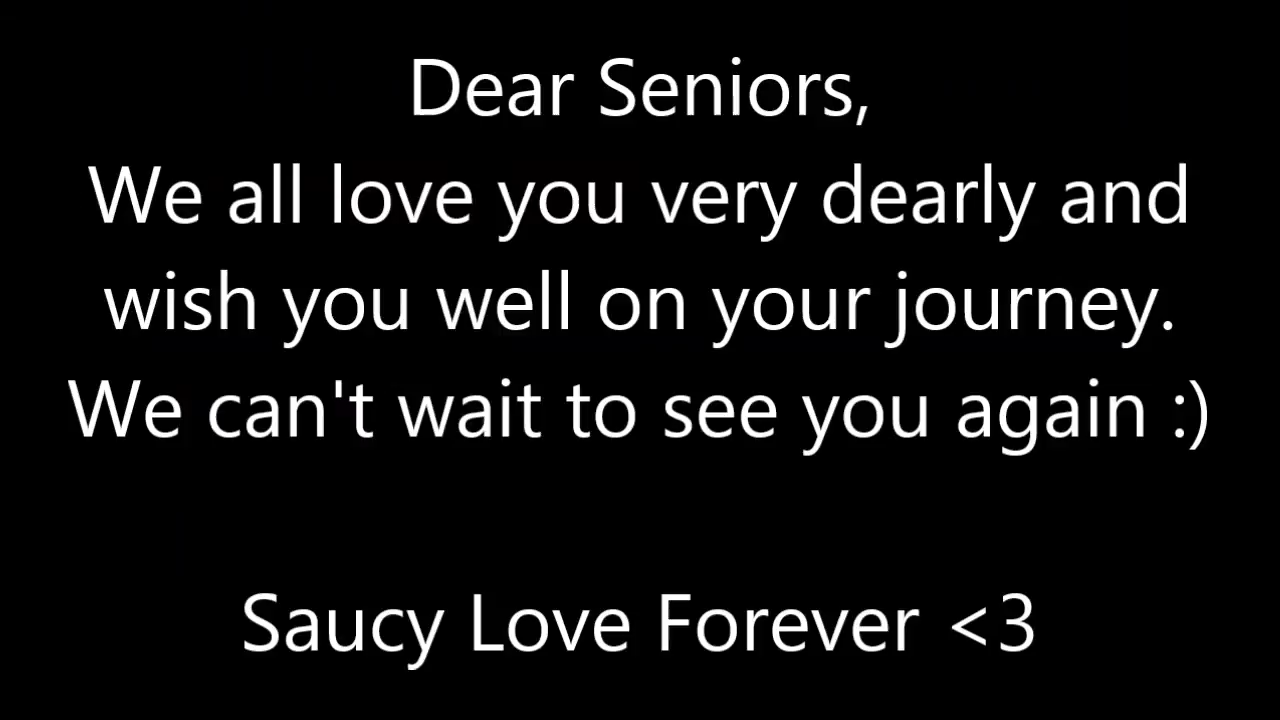 Dear Seniors,
We all love you very dearly and
wish you well on your journey.
We can't wait to see you again :)
Saucy Love Forever <3